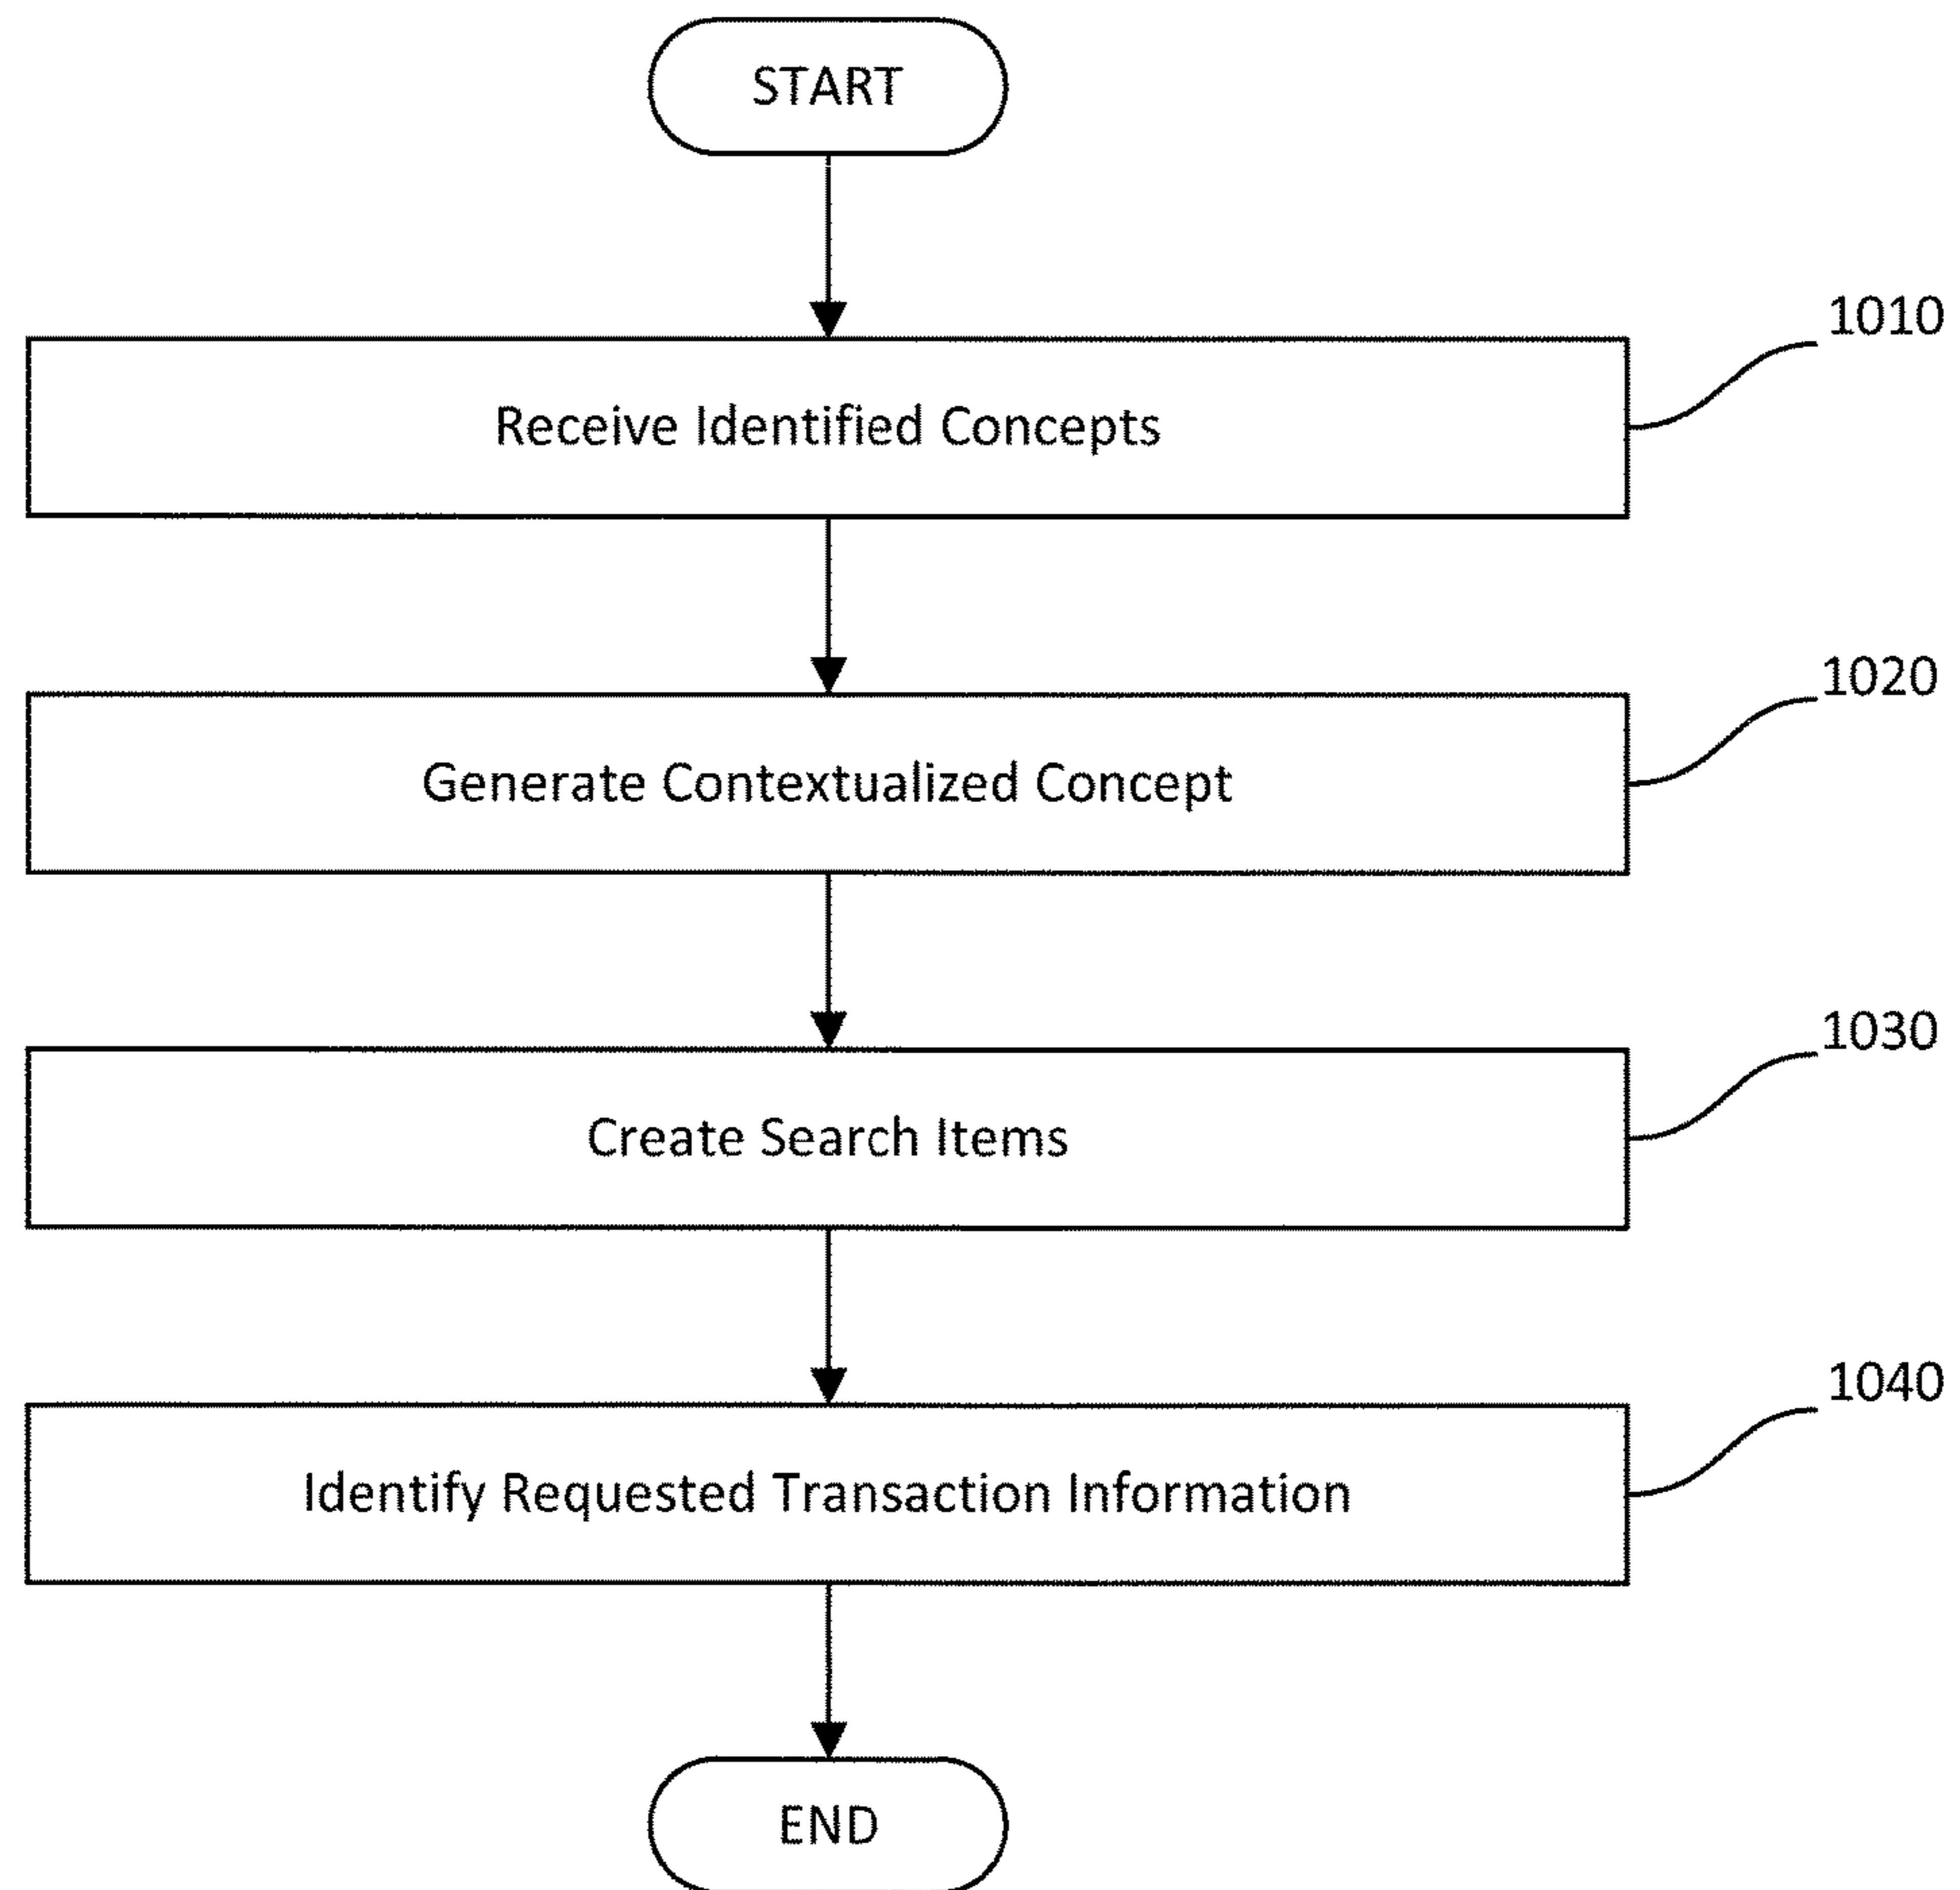 START
1010
Receive Identified Concepts
1020
Generate Contextualized Concept
1030
Create Search Items
1040
Identify Requested Transaction Information
END